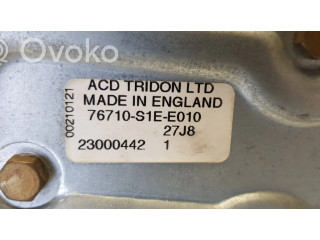 Ovoko
ACD TRIDON LTD
MADE IN ENGLAND
76710-S1E-E010
27J8
23000442 1
00210121